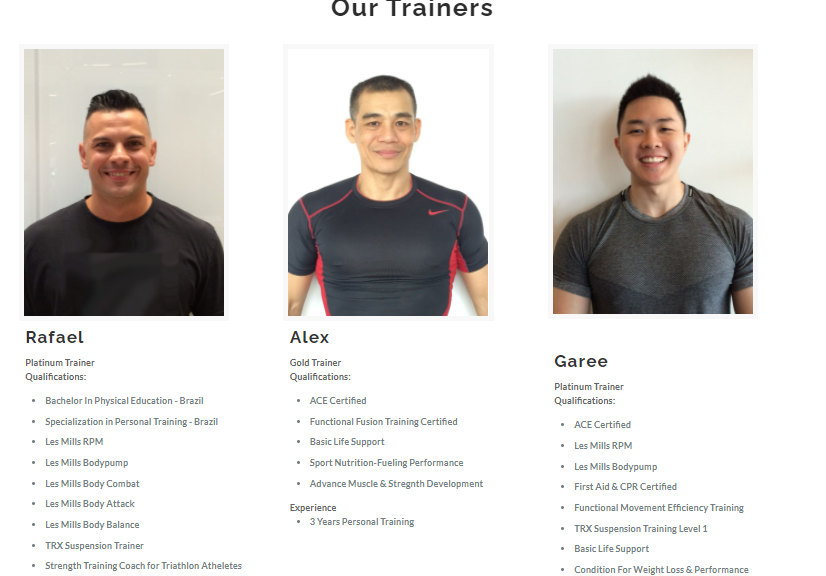 Our Trainers
Rafael
Platinum Trainer
Qualifications:
Bachelor In Physical Education - Brazil
Specialization in Personal Training - Brazil
Les Mills RPM
Les Mills Bodypump
Les Mills Body Combat
Les Mills Body Attack
Les Mills Body Balance
TRX Suspension Trainer
Strength Training Coach for Triathlon Atheletes
Alex
Gold Trainer
Qualifications:
ACE Certified
Functional Fusion Training Certified
Basic Life Support
Sport Nutrition-Fueling Performance
Advance Muscle & Stregnth Development
Experience
3 Years Personal Training
Garee
Platinum Trainer
Qualifications:
ACE Certified
Les Mills RPM
Les Mills Bodypump
First Aid & CPR Certified
Functional Movement Efficiency Training
TRX Suspension Training Level 1
Basic Life Support
Condition For Weight Loss & Performance